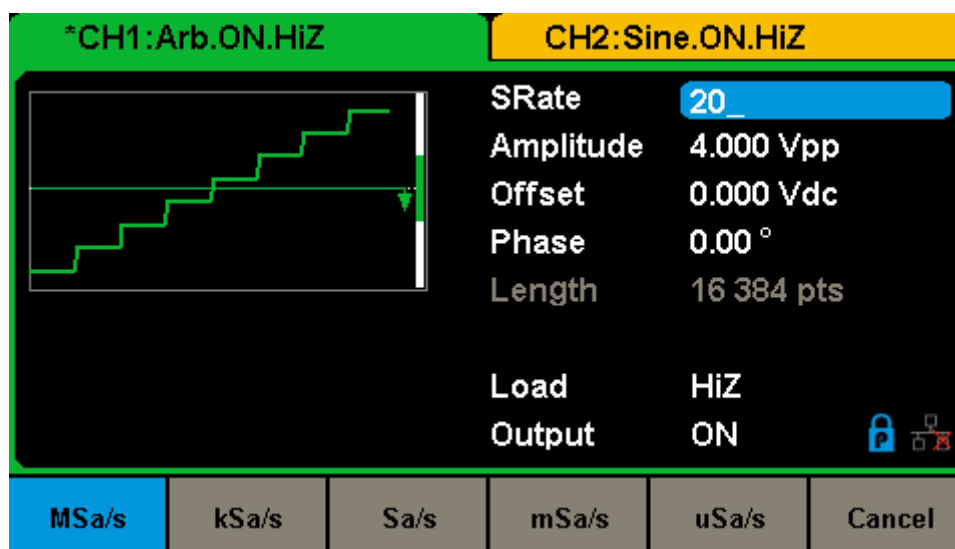 *CH1:Arb.ON.HiZ
CH2:Sine.ON.HiZ
SRate 20_
Amplitude 4.000 Vpp
Offset 0.000 Vdc
Phase 0.00 °
Length 16 384 pts
Load HiZ
Output ON
P
MSa/s kSa/s Sa/s mSa/s uSa/s Cancel